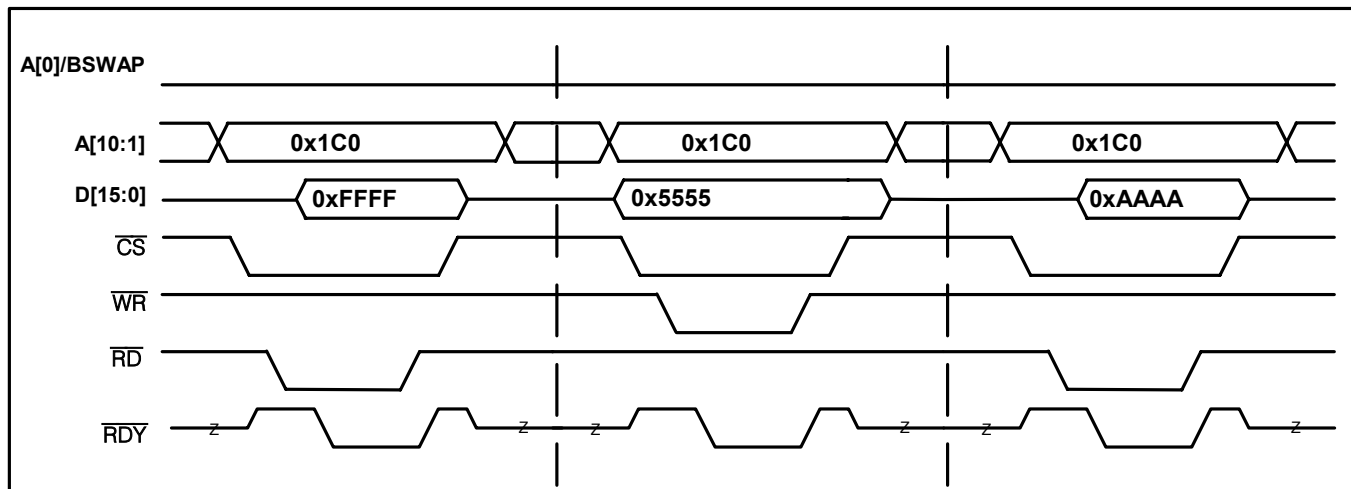 A[0]/BSWAP
A[10:1] 0x1C0 0x1C0 0x1C0
D[15:0] 0xFFFF 0x5555 0xAAAA
CS
WR
RD
RDY Z Z Z Z Z Z